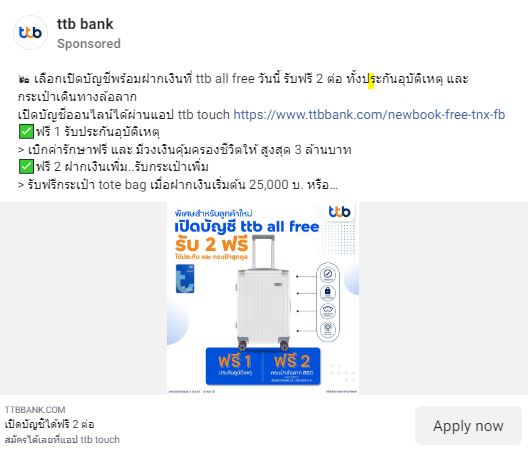 ttb bank
Sponsored
เลือกเปิดบัญชีพร้อมฝากเงินที่ ttb all free วันนี้ รับฟรี 2 ต่อ ทั้งประกันอุบัติเหตุ และ
กระเป๋าเดินทางล้อลาก
เปิดบัญชีออนไลน์ได้ผ่านแอป ttb touch https://www.ttbbank.com/newbook-free-tnx-fb
✅ฟรี 1 รับประกันอุบัติเหตุ
> เบิกค่ารักษาฟรี และ มีวงเงินคุ้มครองชีวิตให้ สูงสุด 3 ล้านบาท
✅ฟรี 2 ฝากเงินเพิ่ม..รับกระเป๋าเพิ่ม
> รับฟรีกระเป๋า tote bag เมื่อฝากเงินเริ่มต้น 25,000 บ. หรือ…
พิเศษสำหรับลูกค้าใหม่
เปิดบัญชี ttb all free
รับ 2 ฟรี
ได้ประกัน และ กระเป๋าสุดคูล
ttb
ฟรี 1
ประกันอุบัติเหตุ
ฟรี 2
กระเป๋าล้อลาก BSC
TTBBANK.COM
เปิดบัญชีได้ฟรี 2 ต่อ
สมัครได้เลยที่แอป ttb touch
Apply now